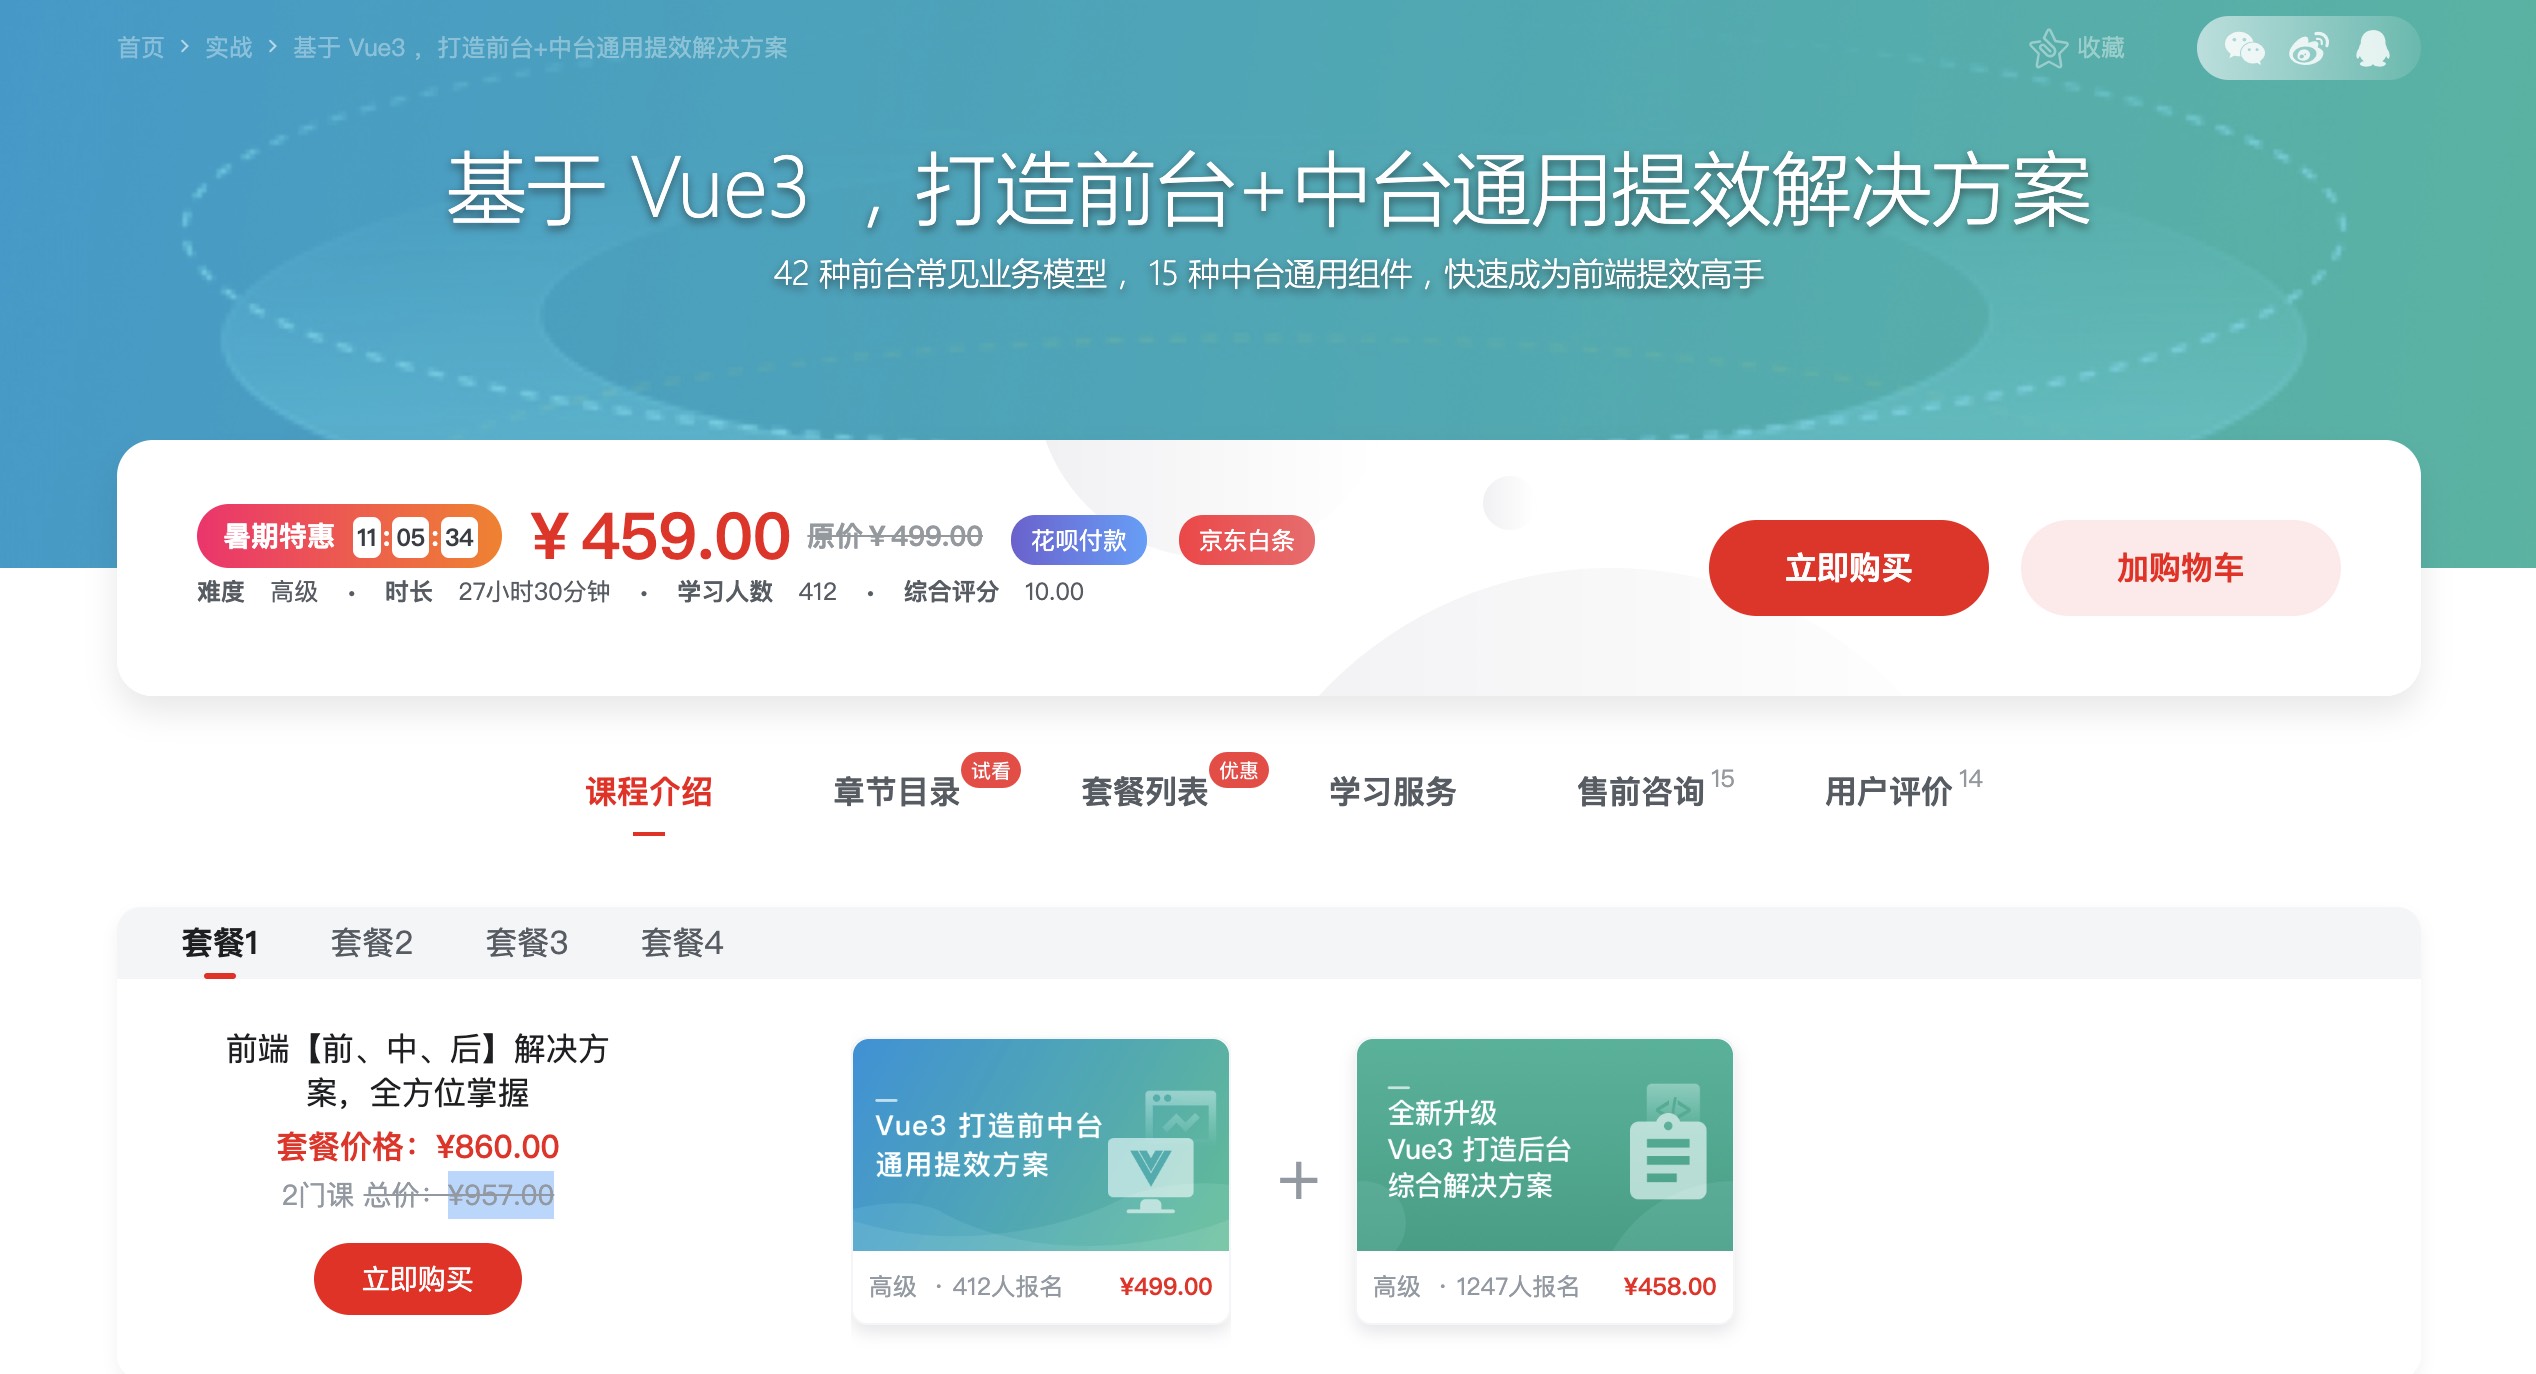 首页 > 实战 > 基于 Vue3 ，打造前台+中台通用提效解决方案
收藏
基于 Vue3 ，打造前台+中台通用提效解决方案
42 种前台常见业务模型，15 种中台通用组件，快速成为前端提效高手
暑期特惠 11:05:34 ￥459.00 原价￥499.00 花呗付款 京东白条
难度 高级 · 时长 27小时30分钟 · 学习人数 412 · 综合评分 10.00
立即购买 加购物车
课程介绍 章节目录 试看 套餐列表 优惠 学习服务 售前咨询 15 用户评价 14
套餐1 套餐2 套餐3 套餐4
前端【前、中、后】解决方
案，全方位掌握
套餐价格：¥860.00
2门课 总价：¥957.00
立即购买
Vue3 打造前中台
通用提效方案
高级 · 412人报名 ¥499.00
+
全新升级
Vue3 打造后台
综合解决方案
高级 · 1247人报名 ¥458.00